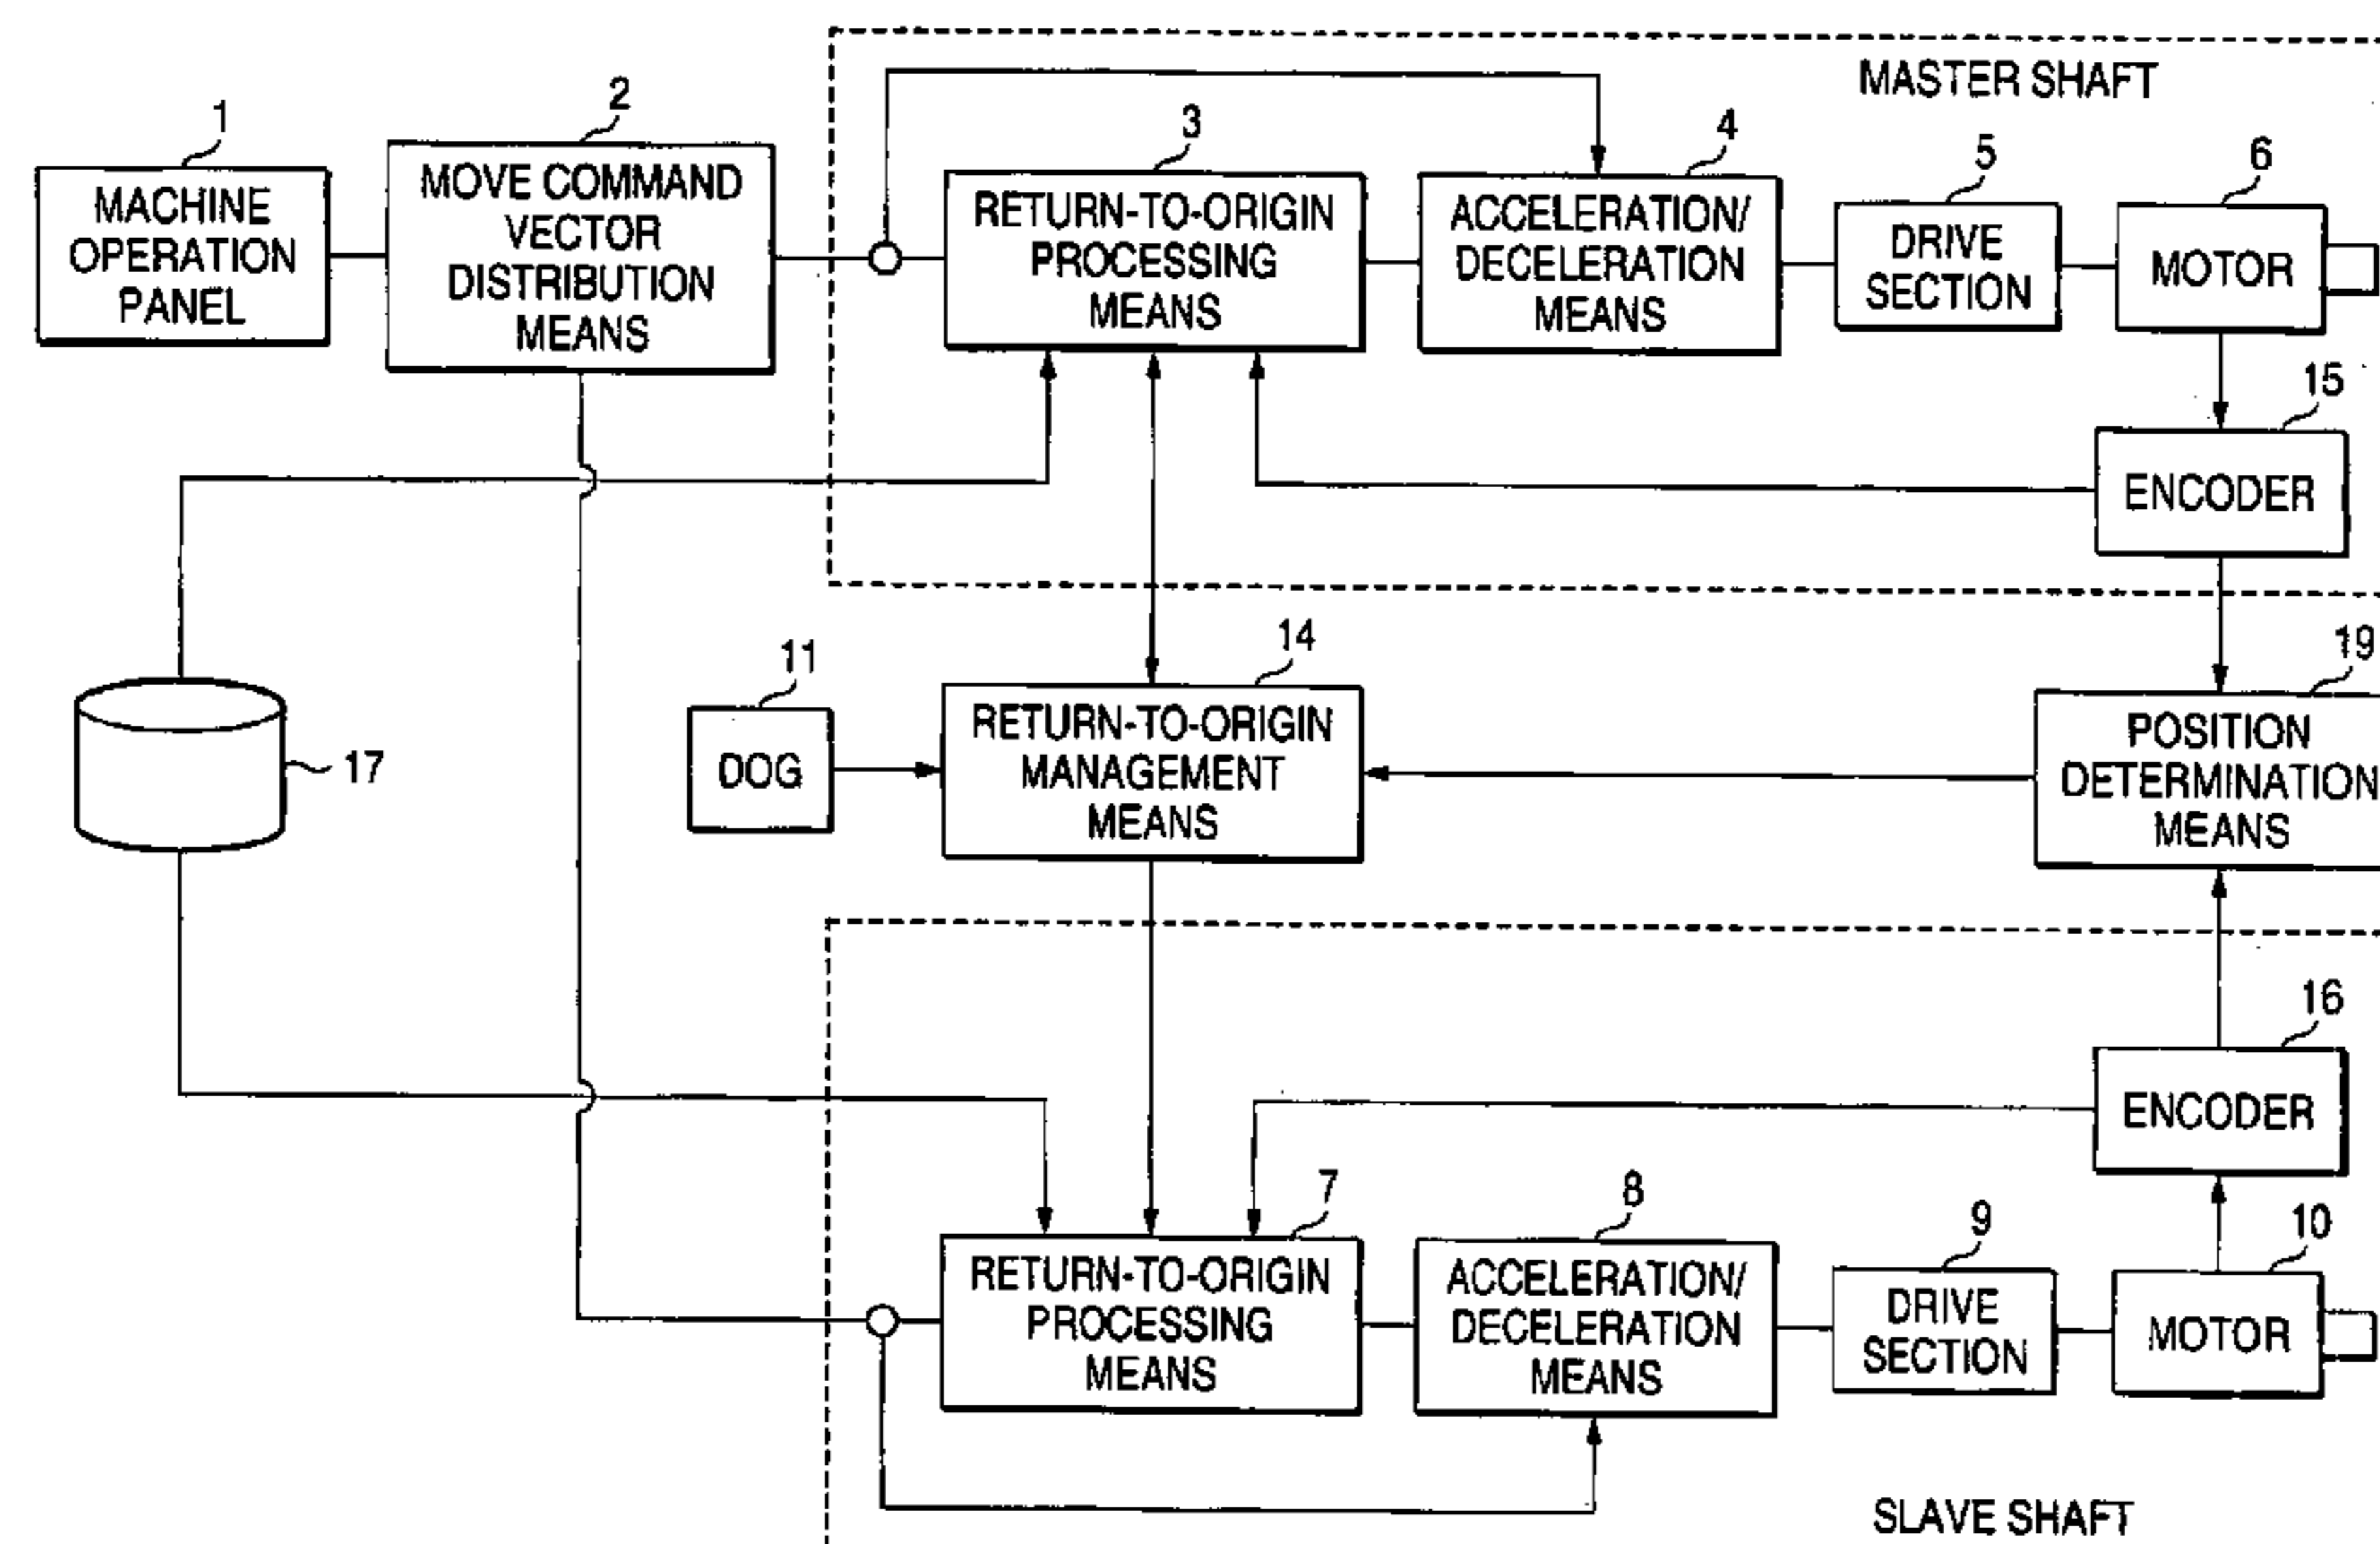 MASTER SHAFT
1
MACHINE
OPERATION
PANEL
2
MOVE COMMAND
VECTOR
DISTRIBUTION
MEANS
3
RETURN-TO-ORIGIN
PROCESSING
MEANS
4
ACCELERATION/
DECELERATION
MEANS
5
DRIVE
SECTION
6
MOTOR
15
ENCODER
17
11
DOG
14
RETURN-TO-ORIGIN
MANAGEMENT
MEANS
19
POSITION
DETERMINATION
MEANS
16
ENCODER
7
RETURN-TO-ORIGIN
PROCESSING
MEANS
8
ACCELERATION/
DECELERATION
MEANS
9
DRIVE
SECTION
10
MOTOR
SLAVE SHAFT